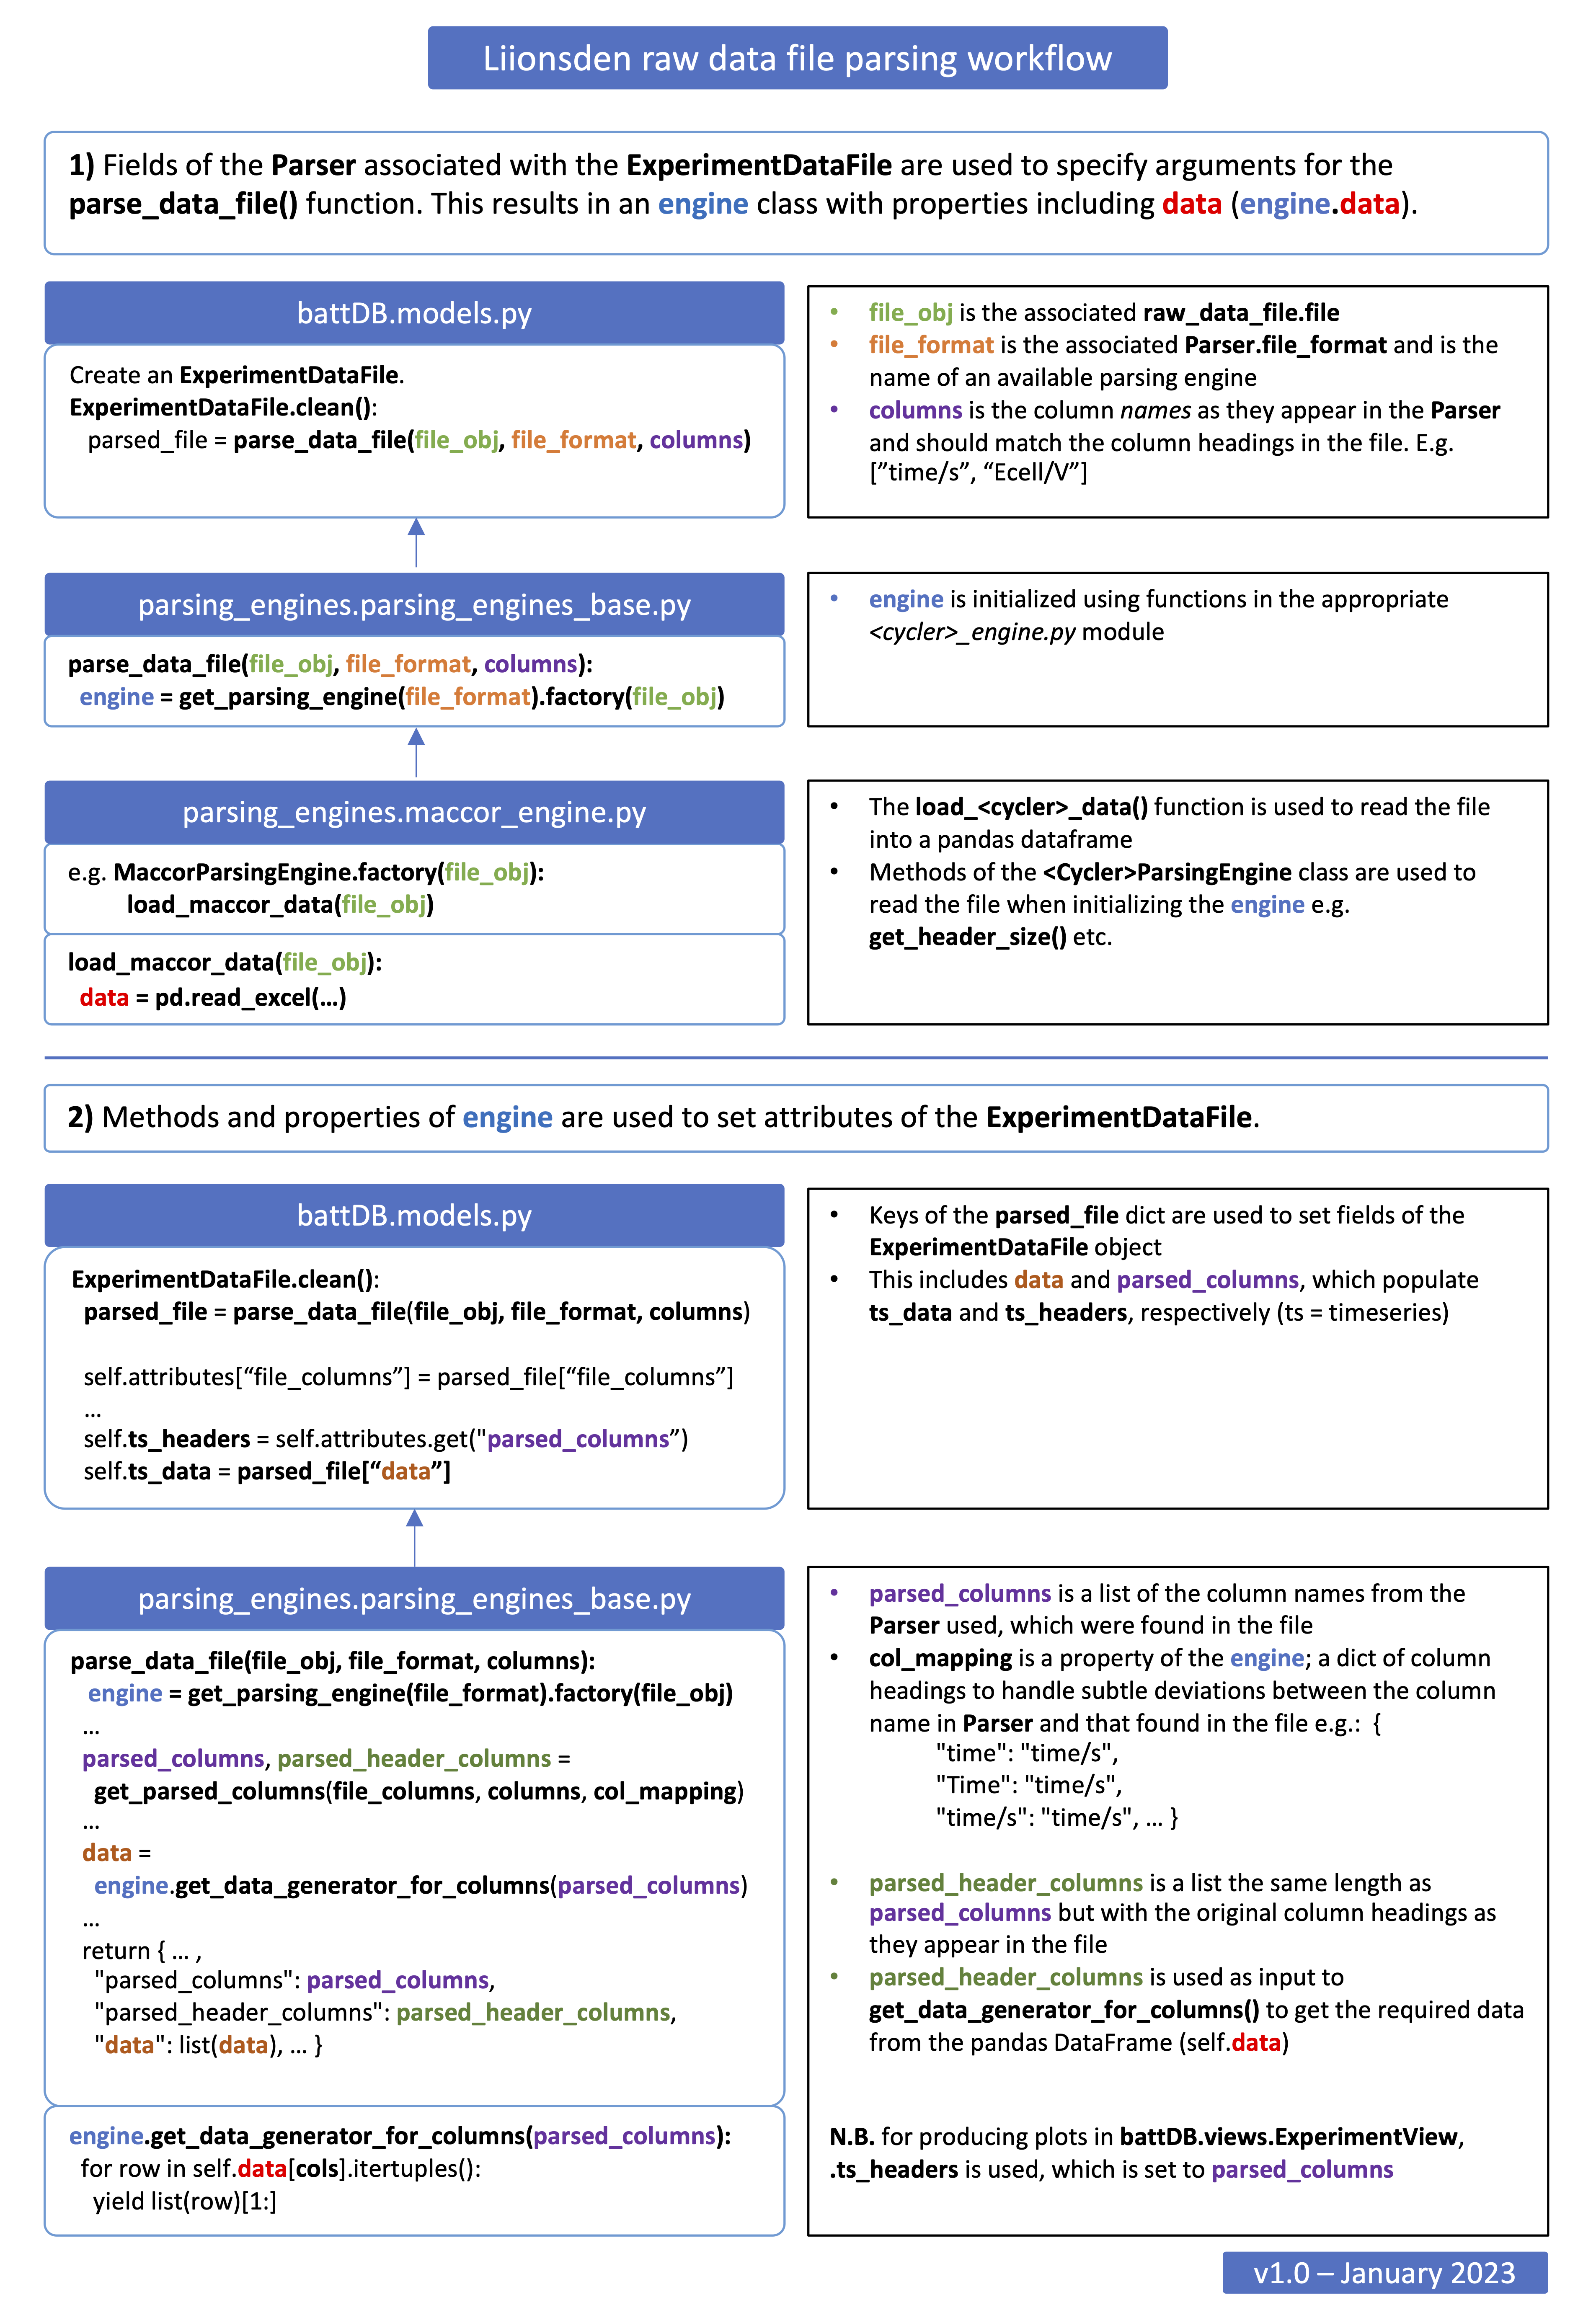 Liionsden raw data file parsing workflow
1) Fields of the Parser associated with the ExperimentDataFile are used to specify arguments for the
parse_data_file() function. This results in an engine class with properties including data (engine.data).
battDB.models.py
Create an ExperimentDataFile.
ExperimentDataFile.clean():
parsed_file = parse_data_file(file_obj, file_format, columns)
• file_obj is the associated raw_data_file.file
• file_format is the associated Parser.file_format and is the
name of an available parsing engine
• columns is the column names as they appear in the Parser
and should match the column headings in the file. E.g.
[”time/s”, “Ecell/V”]
parsing_engines.parsing_engines_base.py
parse_data_file(file_obj, file_format, columns):
engine = get_parsing_engine(file_format).factory(file_obj)
• engine is initialized using functions in the appropriate
<cycler>_engine.py module
parsing_engines.maccor_engine.py
e.g. MaccorParsingEngine.factory(file_obj):
load_maccor_data(file_obj)
load_maccor_data(file_obj):
data = pd.read_excel(…)
• The load_<cycler>_data() function is used to read the file
into a pandas dataframe
• Methods of the <Cycler>ParsingEngine class are used to
read the file when initializing the engine e.g.
get_header_size() etc.
2) Methods and properties of engine are used to set attributes of the ExperimentDataFile.
battDB.models.py
ExperimentDataFile.clean():
parsed_file = parse_data_file(file_obj, file_format, columns)
self.attributes[“file_columns”] = parsed_file[“file_columns”]
…
self.ts_headers = self.attributes.get("parsed_columns”)
self.ts_data = parsed_file[“data”]
• Keys of the parsed_file dict are used to set fields of the
ExperimentDataFile object
• This includes data and parsed_columns, which populate
ts_data and ts_headers, respectively (ts = timeseries)
parsing_engines.parsing_engines_base.py
parse_data_file(file_obj, file_format, columns):
engine = get_parsing_engine(file_format).factory(file_obj)
…
parsed_columns, parsed_header_columns =
get_parsed_columns(file_columns, columns, col_mapping)
…
data =
engine.get_data_generator_for_columns(parsed_columns)
…
return { … ,
"parsed_columns": parsed_columns,
"parsed_header_columns": parsed_header_columns,
"data": list(data), … }
engine.get_data_generator_for_columns(parsed_columns):
for row in self.data[cols].itertuples():
yield list(row)[1:]
• parsed_columns is a list of the column names from the
Parser used, which were found in the file
• col_mapping is a property of the engine; a dict of column
headings to handle subtle deviations between the column
name in Parser and that found in the file e.g.: {
"time": "time/s",
"Time": "time/s",
"time/s": "time/s", … }
• parsed_header_columns is a list the same length as
parsed_columns but with the original column headings as
they appear in the file
• parsed_header_columns is used as input to
get_data_generator_for_columns() to get the required data
from the pandas DataFrame (self.data)
N.B. for producing plots in battDB.views.ExperimentView,
.ts_headers is used, which is set to parsed_columns
v1.0 – January 2023